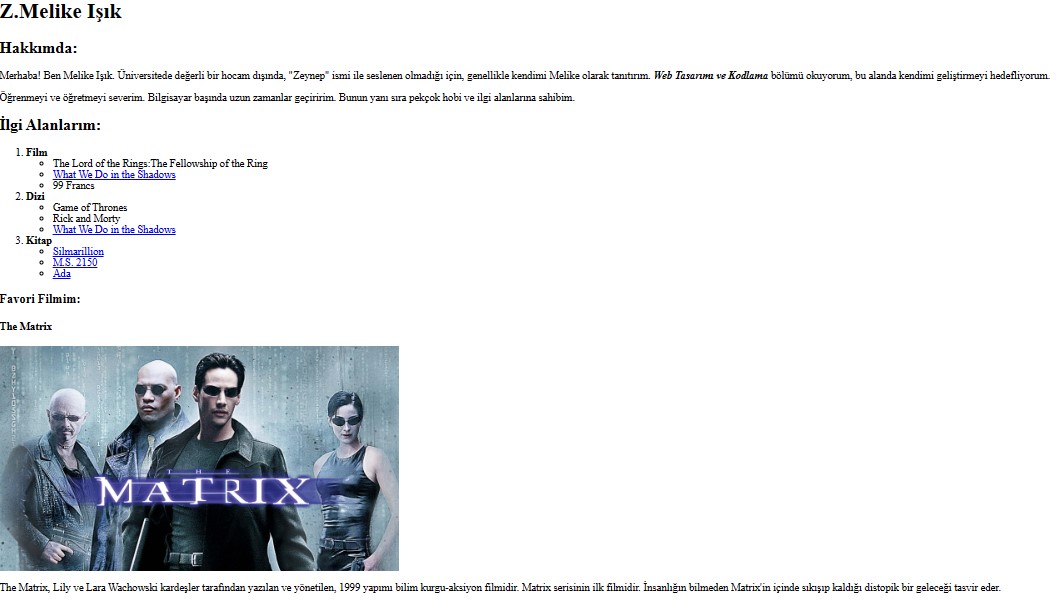 Z.Melike Işık
Hakkımda:
Merhaba! Ben Melike Işık. Üniversitede değerli bir hocam dışında, "Zeynep" ismi ile seslenen olmadığı için, genellikle kendimi Melike olarak tanıtırım. Web Tasarımı ve Kodlama bölümü okuyorum, bu alanda kendimi geliştirmeyi hedefliyorum.
Öğrenmeyi ve öğretmeyi severim. Bilgisayar başında uzun zamanlar geçiririm. Bunun yanı sıra pekçok hobi ve ilgi alanlarına sahibim.
İlgi Alanlarım:
1. Film
The Lord of the Rings:The Fellowship of the Ring
What We Do in the Shadows
99 Francs
2. Dizi
Game of Thrones
Rick and Morty
What We Do in the Shadows
3. Kitap
Silmarillion
M.S. 2150
Ada
Favori Filmim:
The Matrix
THE
MATRIX
The Matrix, Lily ve Lara Wachowski kardeşler tarafından yazılan ve yönetilen, 1999 yapımı bilim kurgu-aksiyon filmidir. Matrix serisinin ilk filmidir. İnsanlığın bilmeden Matrix'in içinde sıkışıp kaldığı distopik bir geleceği tasvir eder.